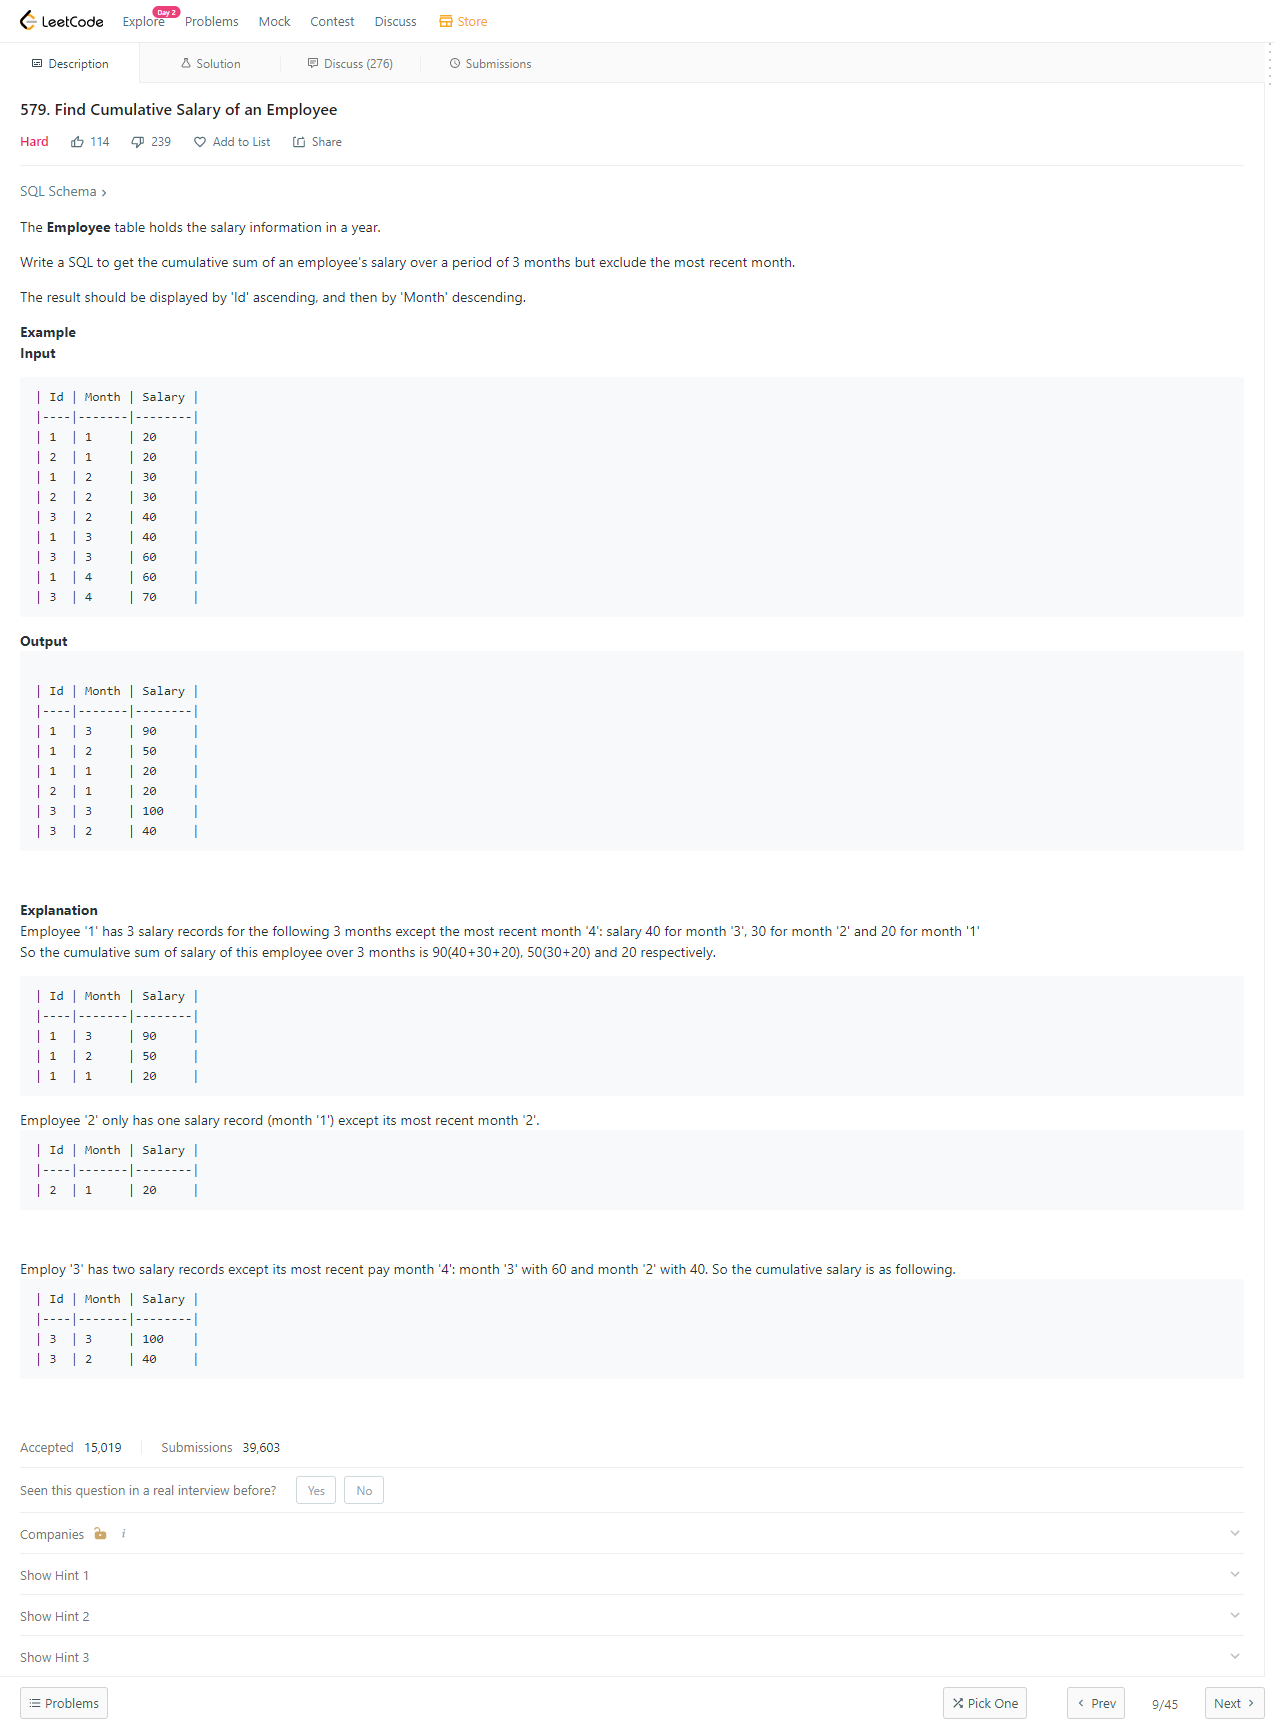 LeetCode Explore Day 2 Problems Mock Contest Discuss Store
Description Solution Discuss (276) Submissions
579. Find Cumulative Salary of an Employee
Hard 114 239 Add to List Share
SQL Schema ›
The Employee table holds the salary information in a year.
Write a SQL to get the cumulative sum of an employee's salary over a period of 3 months but exclude the most recent month.
The result should be displayed by 'Id' ascending, and then by 'Month' descending.
Example
Input
| Id | Month | Salary |
|----|-------|--------|
| 1  | 1     | 20     |
| 2  | 1     | 20     |
| 1  | 2     | 30     |
| 2  | 2     | 30     |
| 3  | 2     | 40     |
| 1  | 3     | 40     |
| 3  | 3     | 60     |
| 1  | 4     | 60     |
| 3  | 4     | 70     |
Output
| Id | Month | Salary |
|----|-------|--------|
| 1  | 3     | 90     |
| 1  | 2     | 50     |
| 1  | 1     | 20     |
| 2  | 1     | 20     |
| 3  | 3     | 100    |
| 3  | 2     | 40     |
Explanation
Employee '1' has 3 salary records for the following 3 months except the most recent month '4': salary 40 for month '3', 30 for month '2' and 20 for month '1'
So the cumulative sum of salary of this employee over 3 months is 90(40+30+20), 50(30+20) and 20 respectively.
| Id | Month | Salary |
|----|-------|--------|
| 1  | 3     | 90     |
| 1  | 2     | 50     |
| 1  | 1     | 20     |
Employee '2' only has one salary record (month '1') except its most recent month '2'.
| Id | Month | Salary |
|----|-------|--------|
| 2  | 1     | 20     |
Employ '3' has two salary records except its most recent pay month '4': month '3' with 60 and month '2' with 40. So the cumulative salary is as following.
| Id | Month | Salary |
|----|-------|--------|
| 3  | 3     | 100    |
| 3  | 2     | 40     |
Accepted 15,019 Submissions 39,603
Seen this question in a real interview before? Yes No
Companies i
Show Hint 1
Show Hint 2
Show Hint 3
Problems Pick One ‹ Prev 9/45 Next ›